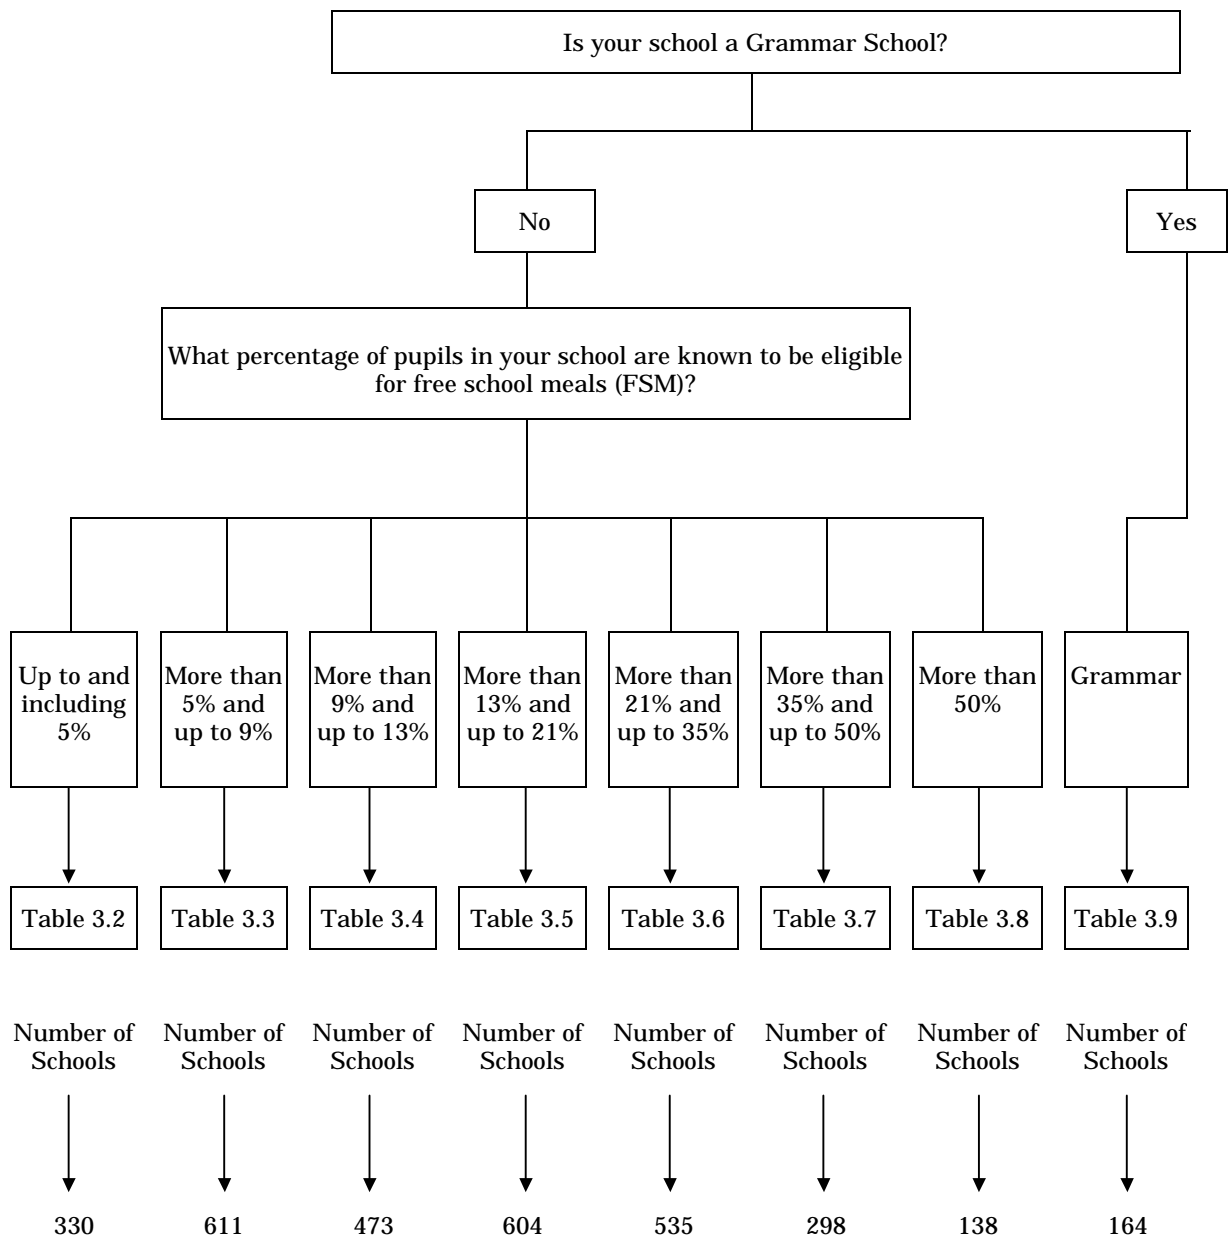 Is your school a Grammar School?
No
Yes
What percentage of pupils in your school are known to be eligible
for free school meals (FSM)?
Up to and
including
5%
More than
5% and
up to 9%
More than
9% and
up to 13%
More than
13% and
up to 21%
More than
21% and
up to 35%
More than
35% and
up to 50%
More than
50%
Grammar
Table 3.2
Table 3.3
Table 3.4
Table 3.5
Table 3.6
Table 3.7
Table 3.8
Table 3.9
Number of
Schools
Number of
Schools
Number of
Schools
Number of
Schools
Number of
Schools
Number of
Schools
Number of
Schools
Number of
Schools
330
611
473
604
535
298
138
164